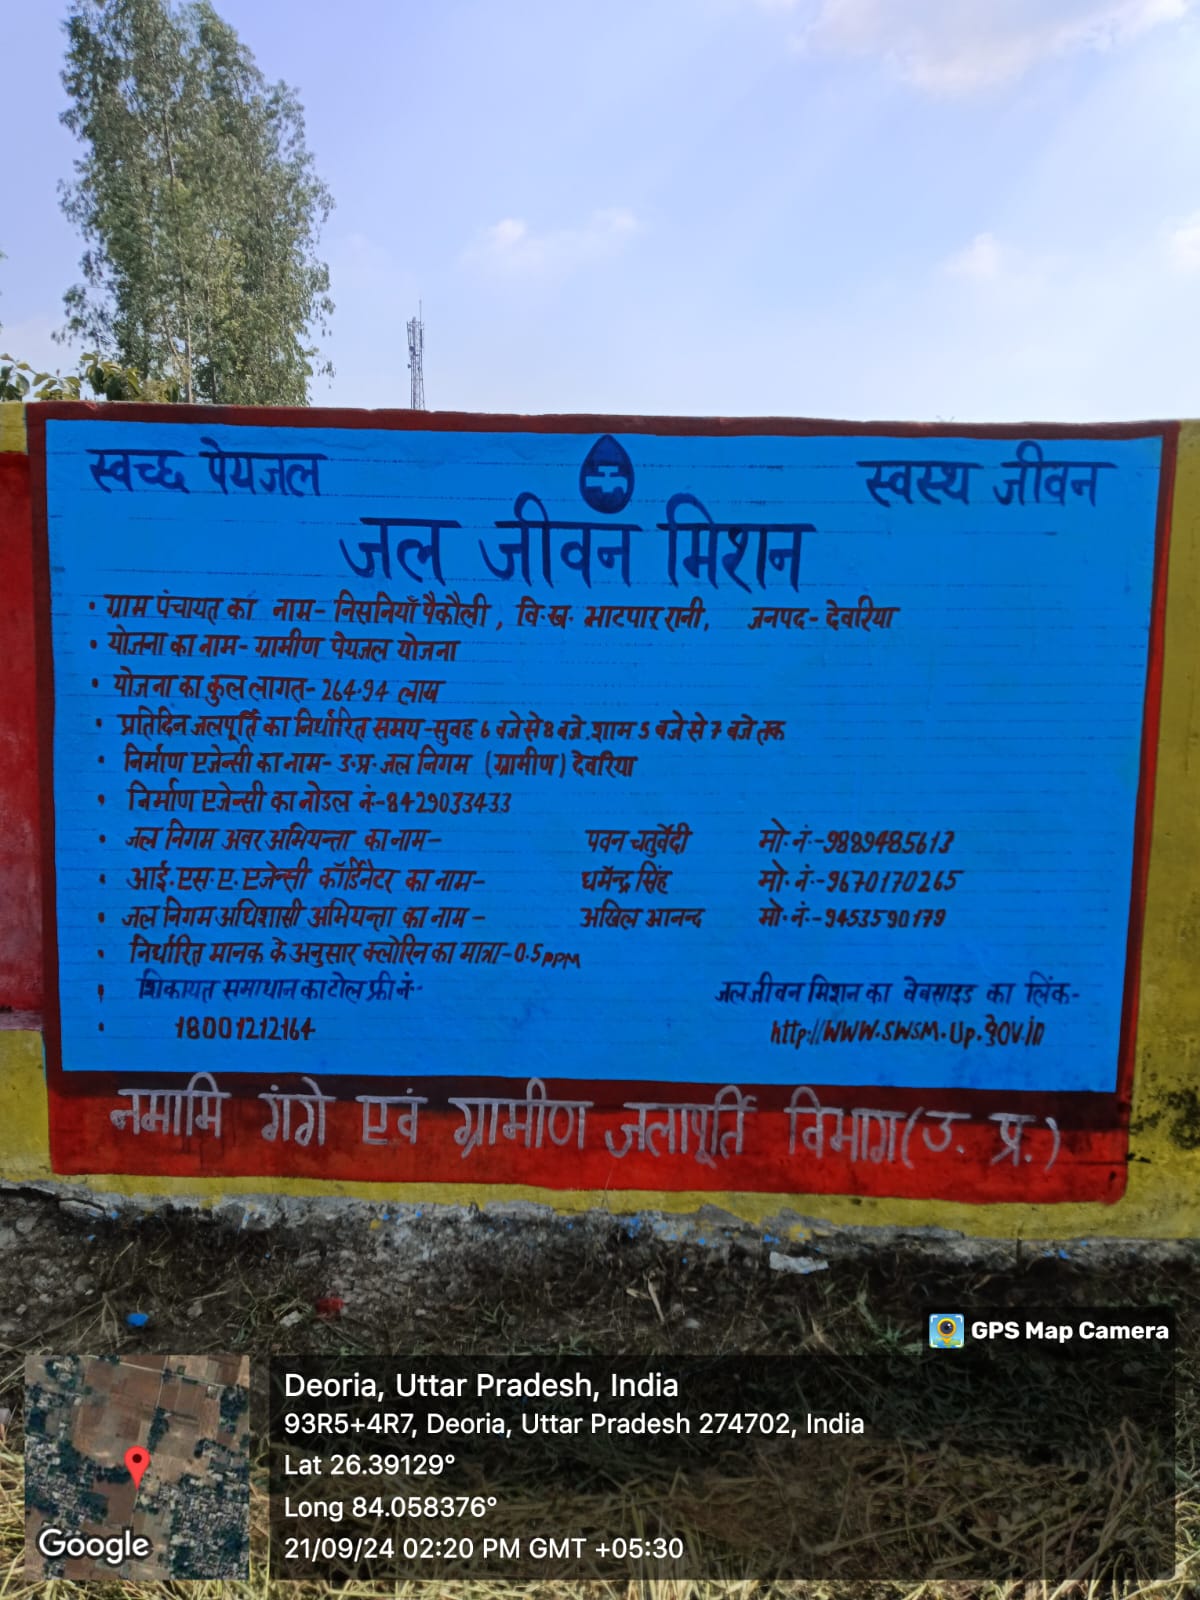 स्वच्छ पेयजल स्वस्थ जीवन
जल जीवन मिशन
• ग्राम पंचायत का नाम- निसनियाँ पैकौली, वि.ख. भाटपार रानी, जनपद- देवरिया
• योजना का नाम- ग्रामीण पेयजल योजना
• योजना का कुल लागत- 264.94 लाख
• प्रतिदिन जलपूर्ति का निर्धारित समय-सुवह 6 बजे से 8 बजे. शाम 5 बजे से 7 बजे तक
• निर्माण एजेन्सी का नाम- उ.प्र. जल निगम (ग्रामीण) देवरिया
• निर्माण एजेन्सी का नोडल नं-8429033433
• जल निगम अवर अभियन्ता का नाम- पवन चतुर्वेदी मो. नं.-9889485613
• आई.एस.ए. एजेन्सी कॉर्डिनेटर का नाम- धर्मेन्द्र सिंह मो. नं.-9670170265
• जल निगम अधिशासी अभियन्ता का नाम- अखिल आनन्द मो. नं.-9453590179
• निर्धारित मानक के अनुसार क्लोरिन का मात्रा-0.5 PPM
• शिकायत समाधान का टोल फ्री नं- जल जीवन मिशन का वेबसाइड का लिंक-
• 18001212164 http://WWW.SWSM.Up.gov.in
नमामि गंगे एवं ग्रामीण जलापूर्ति विभाग(उ. प्र.)
GPS Map Camera
Deoria, Uttar Pradesh, India
93R5+4R7, Deoria, Uttar Pradesh 274702, India
Lat 26.39129°
Long 84.058376°
21/09/24 02:20 PM GMT +05:30
Google